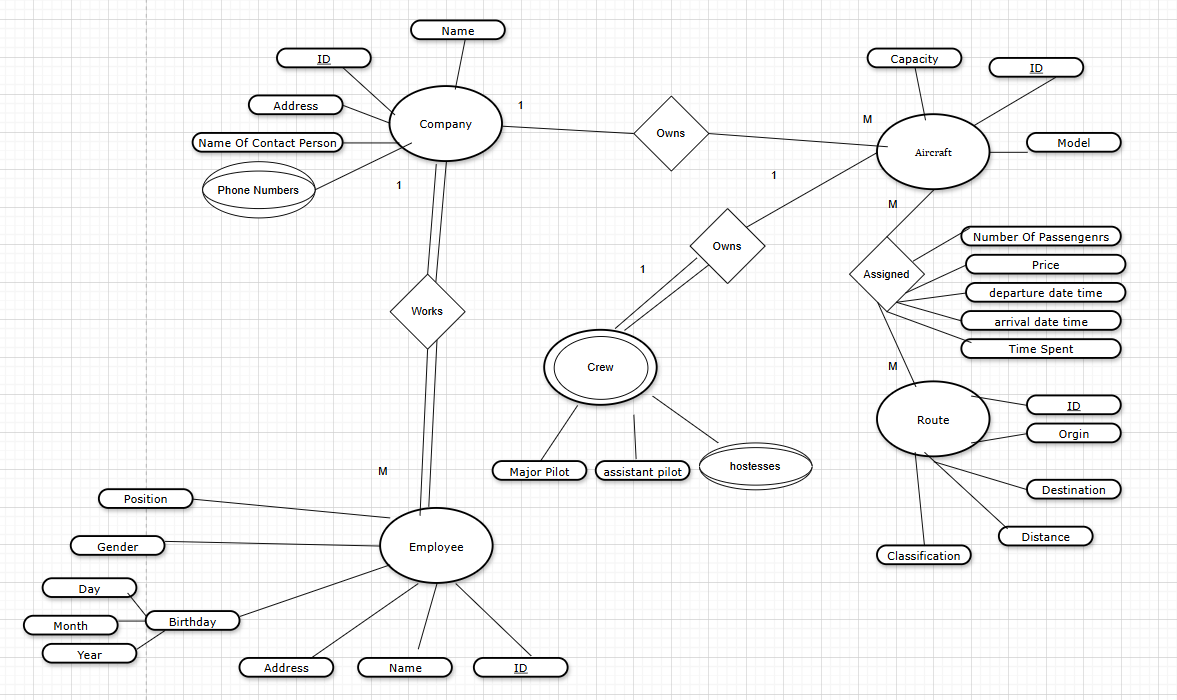 Name
ID
Capacity
ID
Address
1
Company
M
Owns
Name Of Contact Person
Model
Aircraft
1
1
Phone Numbers
M
Number Of Passengenrs
Owns
Price
1
Assigned
departure date time
Works
arrival date time
Time Spent
Crew
M
ID
Route
Orgin
M
Major Pilot
assistant pilot
hostesses
Destination
Position
Distance
Gender
Employee
Classification
Day
Month
Birthday
Year
Address
Name
ID